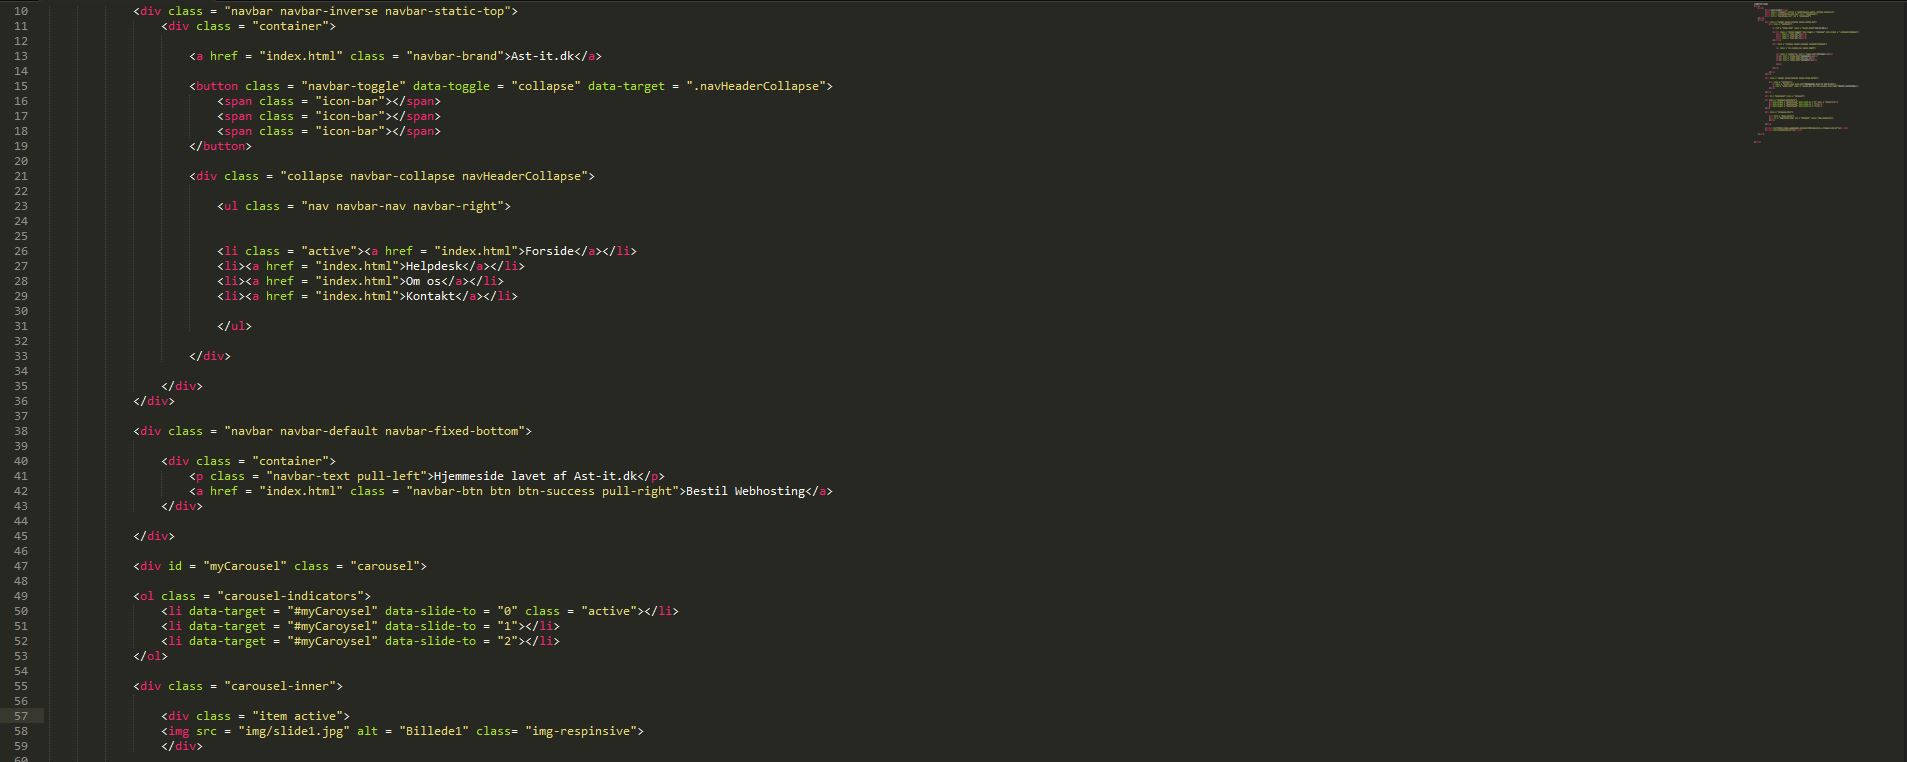 10 <div class = "navbar navbar-inverse navbar-static-top">
11 <div class = "container">
12
13 <a href = "index.html" class = "navbar-brand">Ast-it.dk</a>
14
15 <button class = "navbar-toggle" data-toggle = "collapse" data-target = ".navHeaderCollapse">
16 <span class = "icon-bar"></span>
17 <span class = "icon-bar"></span>
18 <span class = "icon-bar"></span>
19 </button>
20
21 <div class = "collapse navbar-collapse navHeaderCollapse">
22
23 <ul class = "nav navbar-nav navbar-right">
24
25
26 <li class = "active"><a href = "index.html">Forside</a></li>
27 <li><a href = "index.html">Helpdesk</a></li>
28 <li><a href = "index.html">Om os</a></li>
29 <li><a href = "index.html">Kontakt</a></li>
30
31 </ul>
32
33 </div>
34
35 </div>
36 </div>
37
38 <div class = "navbar navbar-default navbar-fixed-bottom">
39
40 <div class = "container">
41 <p class = "navbar-text pull-left">Hjemmeside lavet af Ast-it.dk</p>
42 <a href = "index.html" class = "navbar-btn btn btn-success pull-right">Bestil Webhosting</a>
43 </div>
44
45 </div>
46
47 <div id = "myCarousel" class = "carousel">
48
49 <ol class = "carousel-indicators">
50 <li data-target = "#myCaroysel" data-slide-to = "0" class = "active"></li>
51 <li data-target = "#myCaroysel" data-slide-to = "1"></li>
52 <li data-target = "#myCaroysel" data-slide-to = "2"></li>
53 </ol>
54
55 <div class = "carousel-inner">
56
57 <div class = "item active">
58 <img src = "img/slide1.jpg" alt = "Billede1" class= "img-respinsive">
59 </div>
60